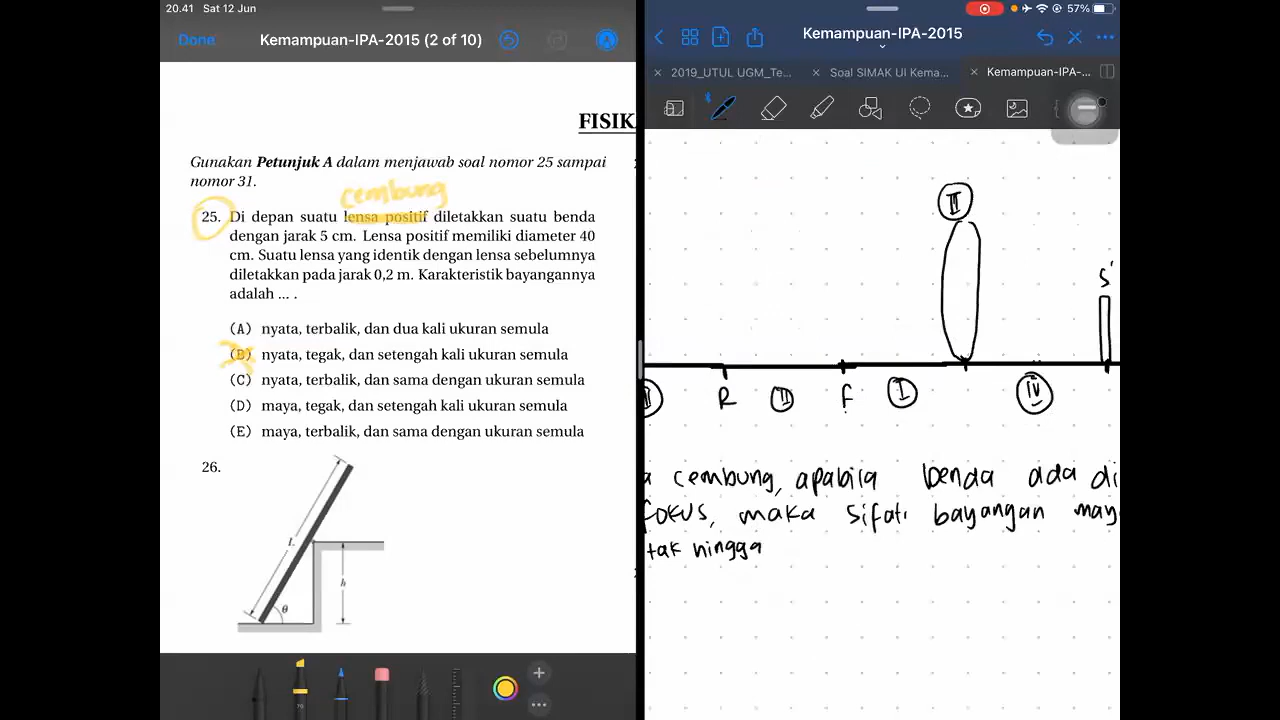 20.41 Sat 12 Jun
57%
Done
Kemampuan-IPA-2015 (2 of 10)
Kemampuan-IPA-2015
2019_UTUL UGM_Te...
Soal SIMAK UI Kema...
Kemampuan-IPA-...
FISIK
Gunakan Petunjuk A dalam menjawab soal nomor 25 sampai
nomor 31.
cembung
25. Di depan suatu lensa positif diletakkan suatu benda
dengan jarak 5 cm. Lensa positif memiliki diameter 40
cm. Suatu lensa yang identik dengan lensa sebelumnya
diletakkan pada jarak 0,2 m. Karakteristik bayangannya
adalah ... .
(A) nyata, terbalik, dan dua kali ukuran semula
(B) nyata, tegak, dan setengah kali ukuran semula
(C) nyata, terbalik, dan sama dengan ukuran semula
(D) maya, tegak, dan setengah kali ukuran semula
(E) maya, terbalik, dan sama dengan ukuran semula
26.
L
h
θ
II
S'
R II F I IV
a cembung, apabila benda ada di
fokus, maka sifat bayangan may
tak hingga